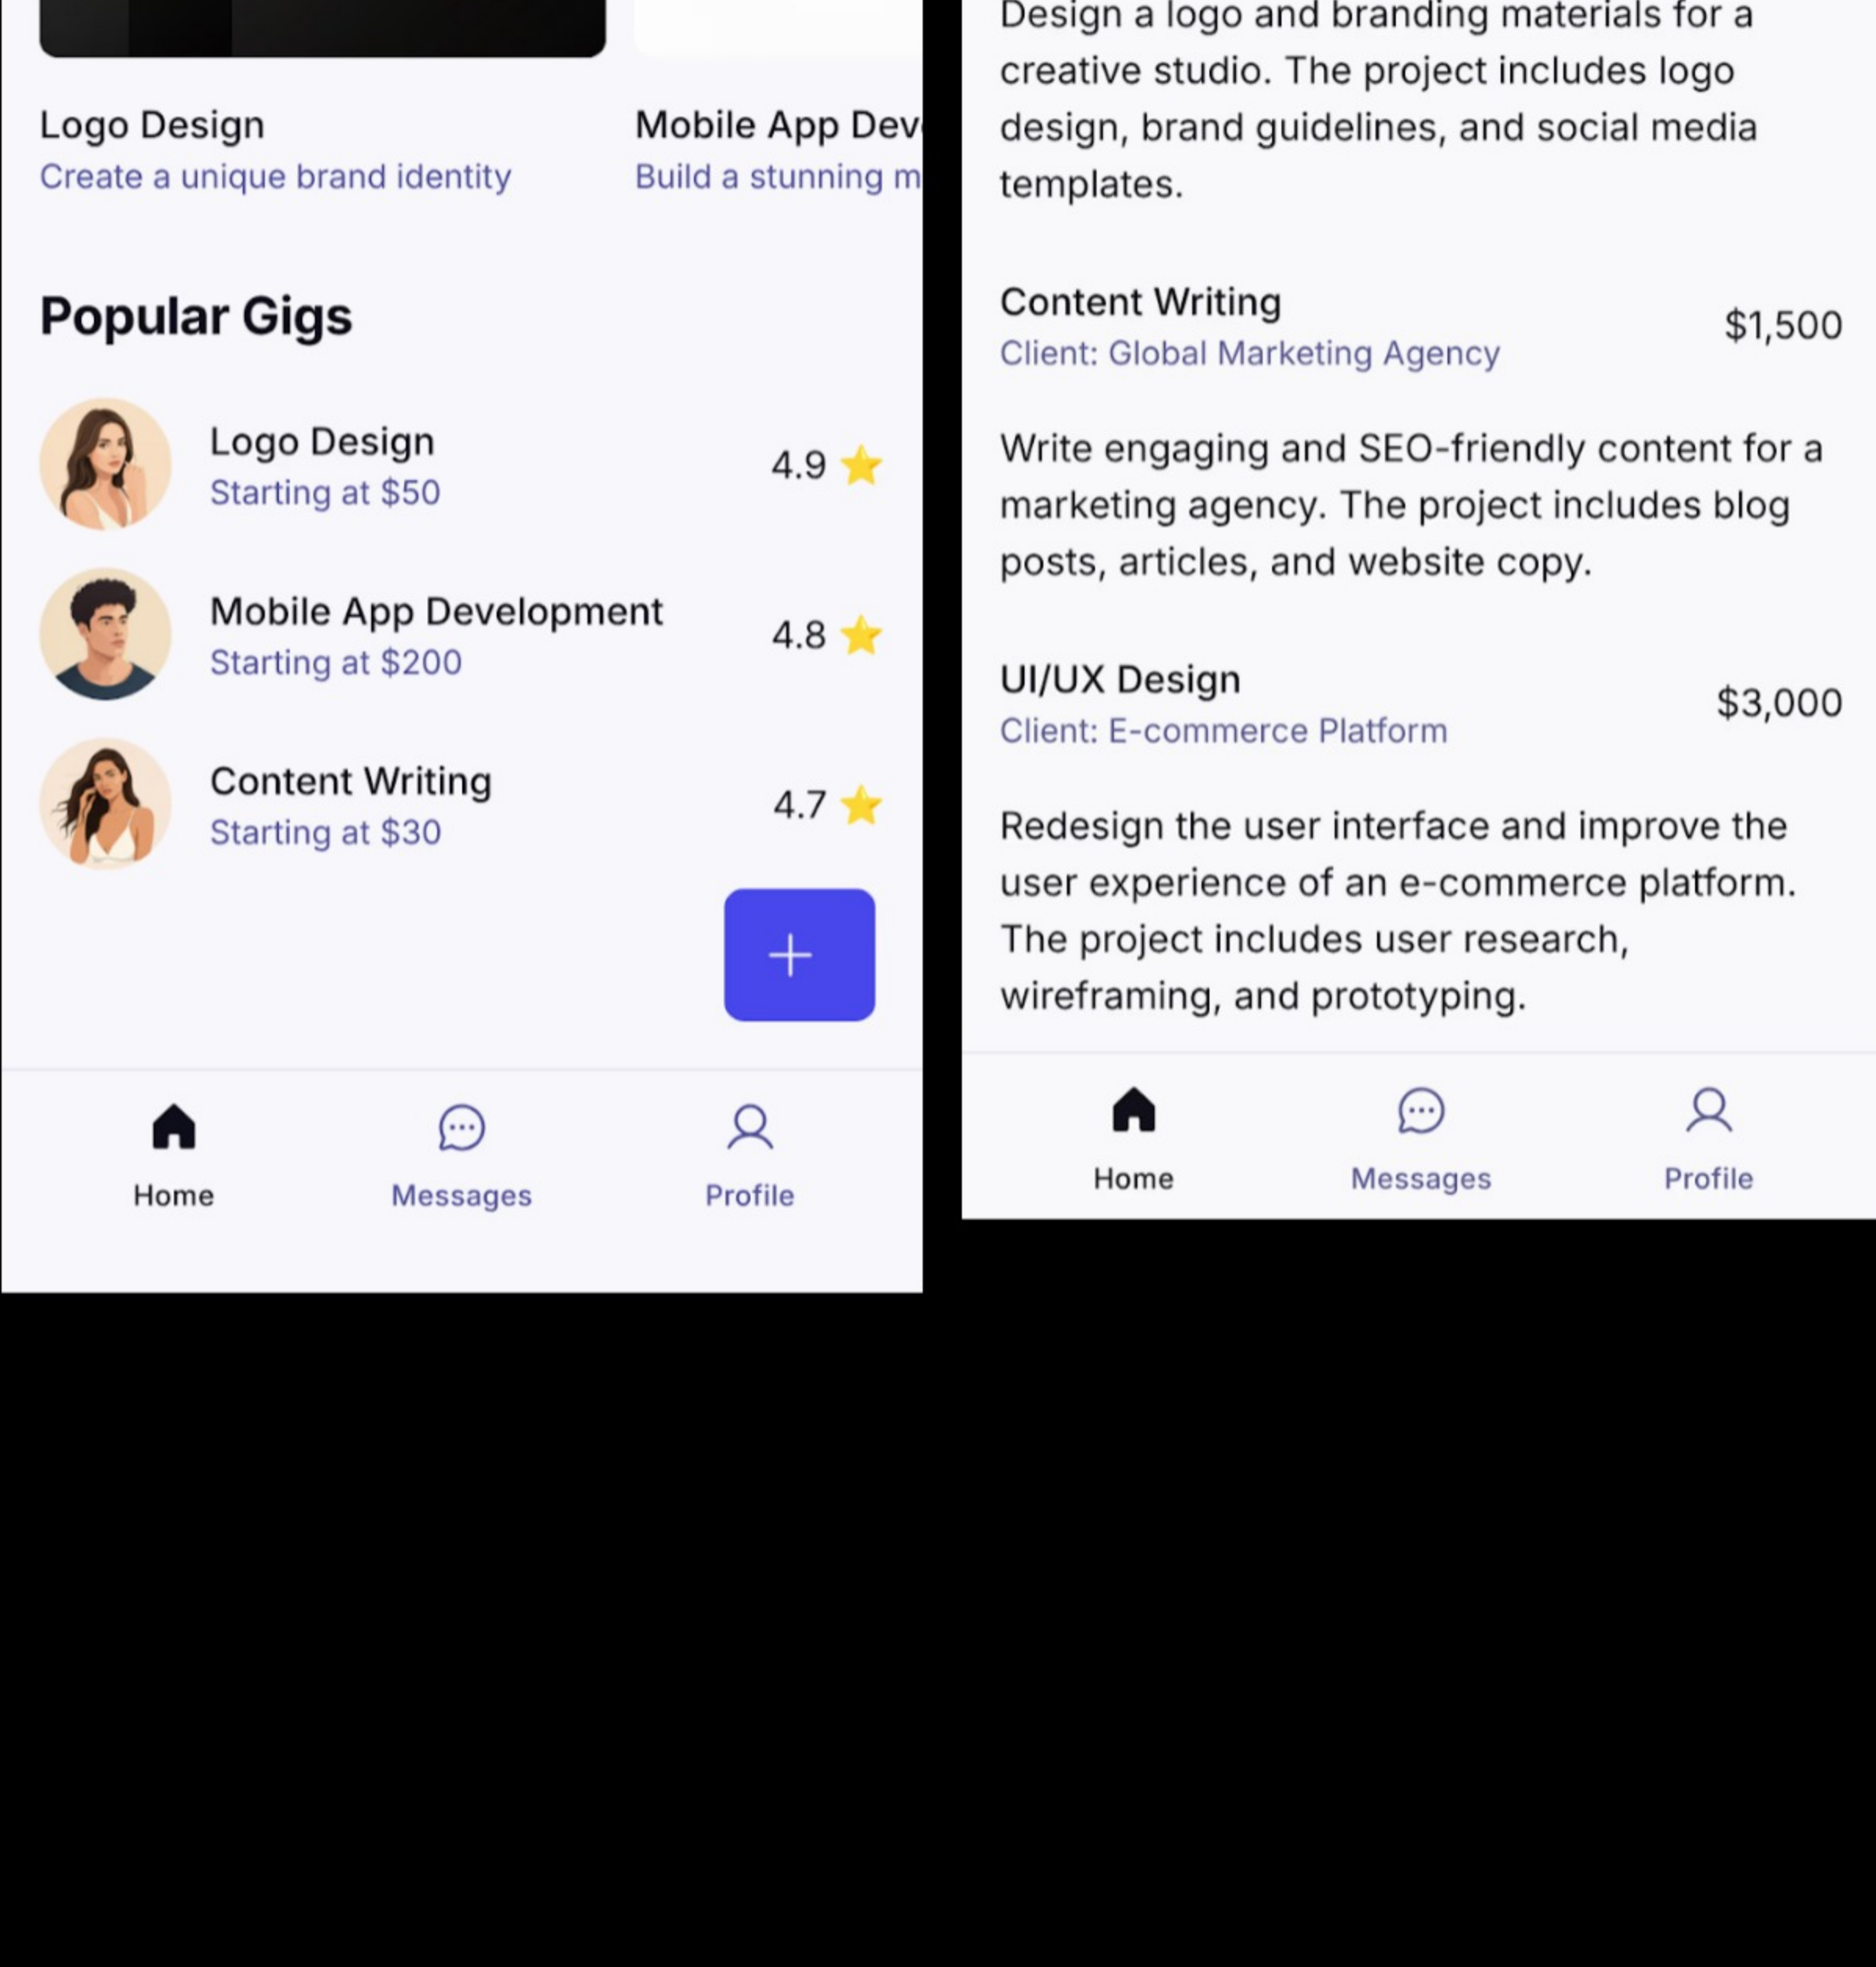 Logo Design
Create a unique brand identity
Mobile App Dev
Build a stunning m
Popular Gigs
Logo Design
Starting at $50
4.9
Mobile App Development
Starting at $200
4.8
Content Writing
Starting at $30
4.7
Home
Messages
Profile
Design a logo and branding materials for a
creative studio. The project includes logo
design, brand guidelines, and social media
templates.
Content Writing
Client: Global Marketing Agency
$1,500
Write engaging and SEO-friendly content for a
marketing agency. The project includes blog
posts, articles, and website copy.
UI/UX Design
Client: E-commerce Platform
$3,000
Redesign the user interface and improve the
user experience of an e-commerce platform.
The project includes user research,
wireframing, and prototyping.
Home
Messages
Profile